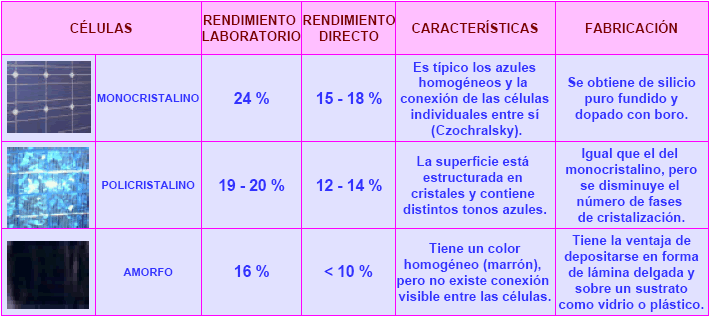 CÉLULAS
RENDIMIENTO
LABORATORIO
RENDIMIENTO
DIRECTO
CARACTERÍSTICAS
FABRICACIÓN
MONOCRISTALINO
24 %
15 - 18 %
Es típico los azules
homogéneos y la
conexión de las células
individuales entre sí
(Czochralsky).
Se obtiene de silicio
puro fundido y
dopado con boro.
POLICRISTALINO
19 - 20 %
12 - 14 %
La superficie está
estructurada en
cristales y contiene
distintos tonos azules.
Igual que el del
monocristalino, pero
se disminuye el
número de fases
de cristalización.
AMORFO
16 %
< 10 %
Tiene un color
homogéneo (marrón),
pero no existe conexión
visible entre las células.
Tiene la ventaja de
depositarse en forma
de lámina delgada y
sobre un sustrato
como vidrio o plástico.